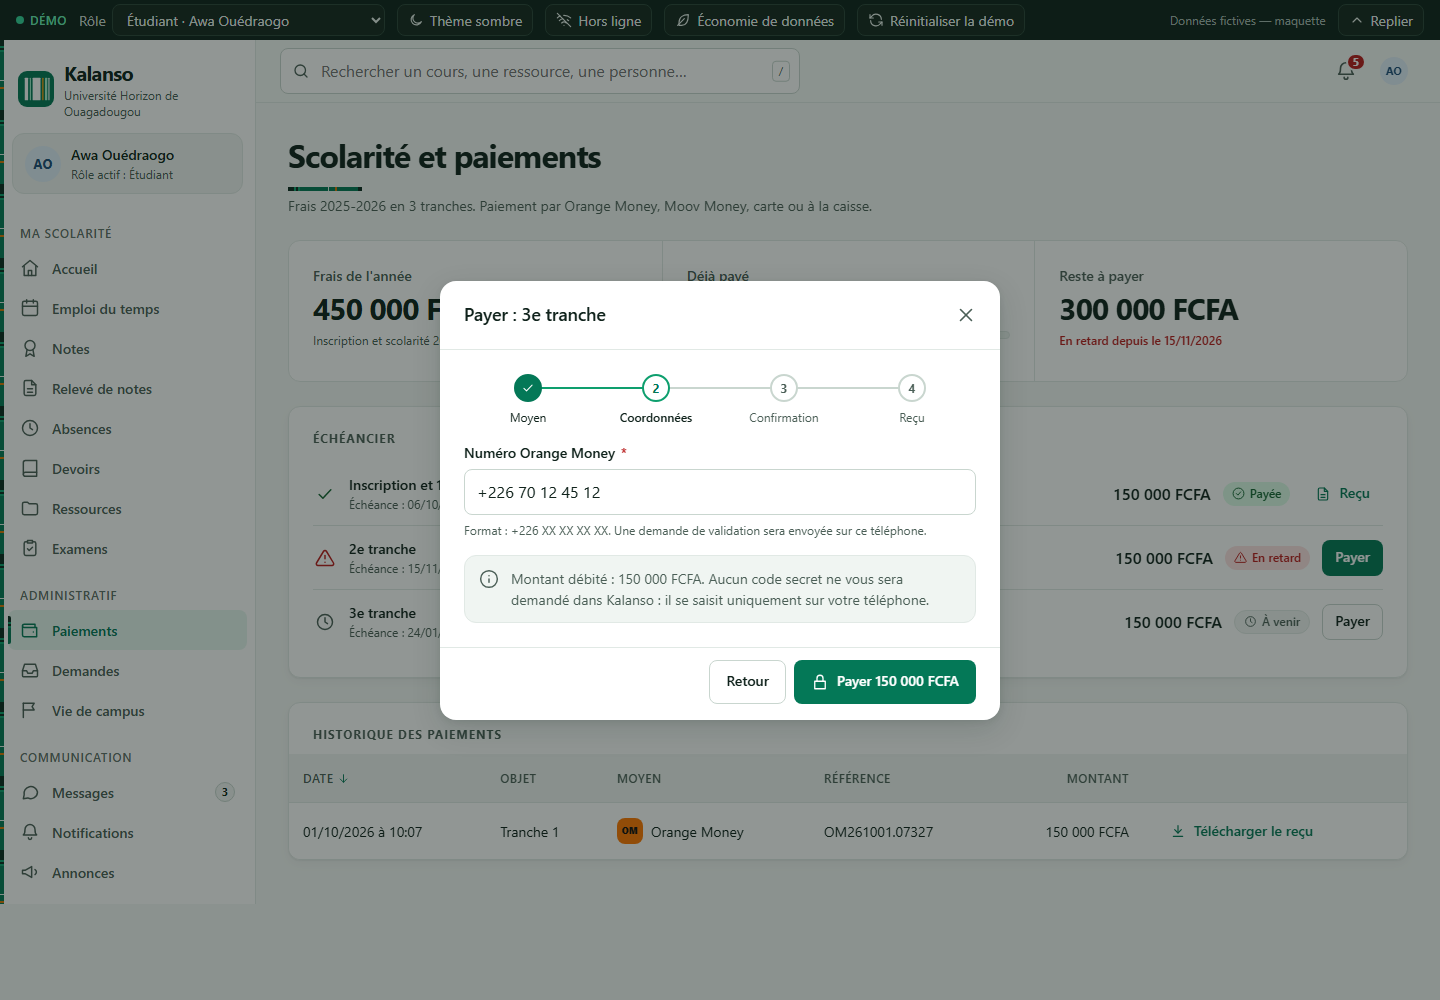 DÉMO Rôle Étudiant · Awa Ouédraogo Thème sombre Hors ligne Économie de données Réinitialiser la démo Données fictives — maquette Replier
Kalanso
Université Horizon de
Ouagadougou
Rechercher un cours, une ressource, une personne... /
5
AO
AO
Awa Ouédraogo
Rôle actif : Étudiant
MA SCOLARITÉ
Accueil
Emploi du temps
Notes
Relevé de notes
Absences
Devoirs
Ressources
Examens
ADMINISTRATIF
Paiements
Demandes
Vie de campus
COMMUNICATION
Messages 3
Notifications
Annonces
Scolarité et paiements
Frais 2025-2026 en 3 tranches. Paiement par Orange Money, Moov Money, carte ou à la caisse.
Frais de l'année
450 000 F
Inscription et scolarité 2
Déjà payé
Reste à payer
300 000 FCFA
En retard depuis le 15/11/2026
ÉCHÉANCIER
Inscription et 1
Échéance : 06/10/
150 000 FCFA Payée Reçu
2e tranche
Échéance : 15/11/
150 000 FCFA En retard Payer
3e tranche
Échéance : 24/01/
150 000 FCFA À venir Payer
Payer : 3e tranche
2 3 4
Moyen Coordonnées Confirmation Reçu
Numéro Orange Money *
+226 70 12 45 12
Format : +226 XX XX XX XX. Une demande de validation sera envoyée sur ce téléphone.
Montant débité : 150 000 FCFA. Aucun code secret ne vous sera
demandé dans Kalanso : il se saisit uniquement sur votre téléphone.
Retour Payer 150 000 FCFA
HISTORIQUE DES PAIEMENTS
DATE ↓ OBJET MOYEN RÉFÉRENCE MONTANT
01/10/2026 à 10:07 Tranche 1 OM Orange Money OM261001.07327 150 000 FCFA Télécharger le reçu